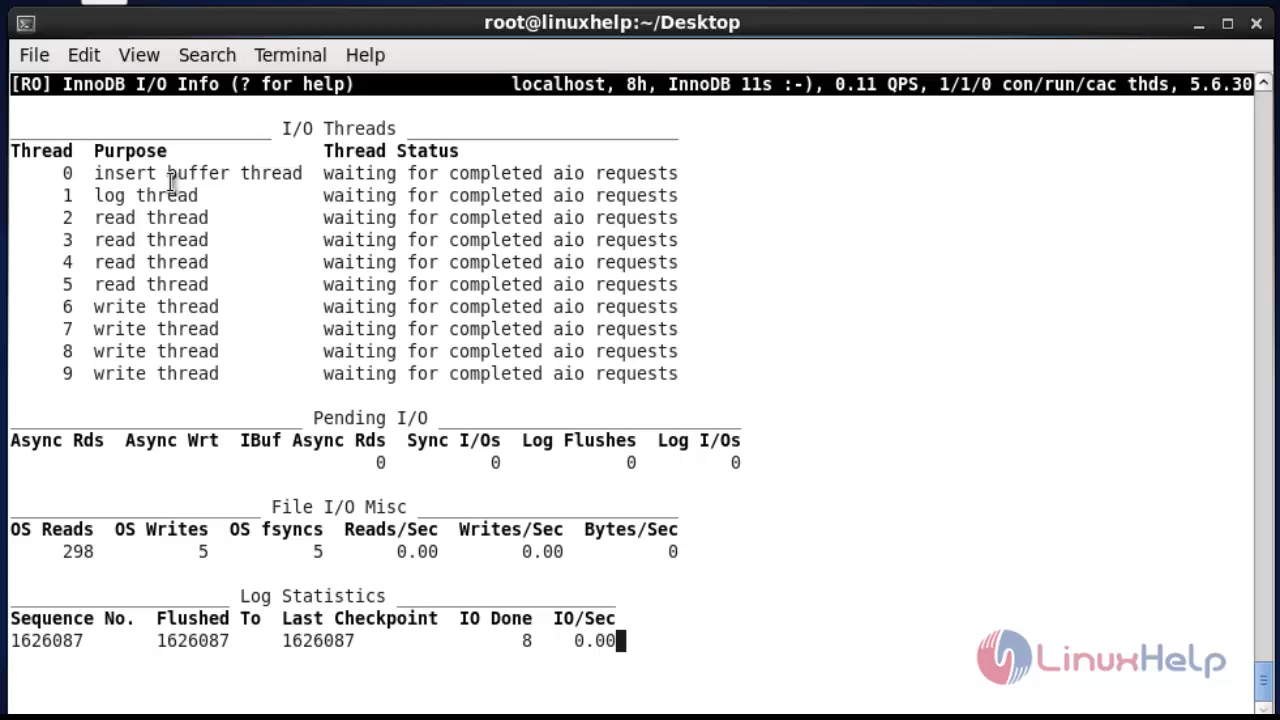 root@linuxhelp:~/Desktop
File Edit View Search Terminal Help
[RO] InnoDB I/O Info (? for help) localhost, 8h, InnoDB 11s :-), 0.11 QPS, 1/1/0 con/run/cac thds, 5.6.30
_________________________ I/O Threads __________________________
Thread Purpose Thread Status
0 insert buffer thread waiting for completed aio requests
1 log thread waiting for completed aio requests
2 read thread waiting for completed aio requests
3 read thread waiting for completed aio requests
4 read thread waiting for completed aio requests
5 read thread waiting for completed aio requests
6 write thread waiting for completed aio requests
7 write thread waiting for completed aio requests
8 write thread waiting for completed aio requests
9 write thread waiting for completed aio requests
____________________________ Pending I/O _____________________________
Async Rds Async Wrt IBuf Async Rds Sync I/Os Log Flushes Log I/Os
0 0 0 0
________________________ File I/O Misc _________________________
OS Reads OS Writes OS fsyncs Reads/Sec Writes/Sec Bytes/Sec
298 5 5 0.00 0.00 0
_____________________ Log Statistics _____________________
Sequence No. Flushed To Last Checkpoint IO Done IO/Sec
1626087 1626087 1626087 8 0.00
LinuxHelp